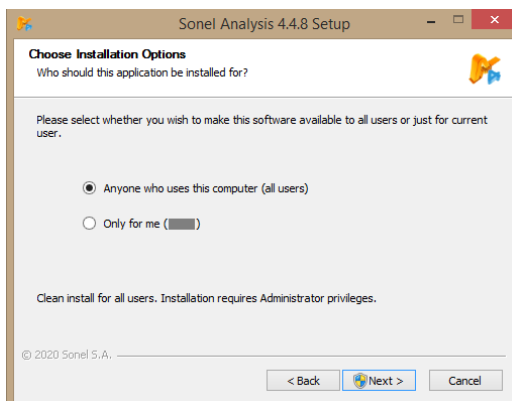 Sonel Analysis 4.4.8 Setup
Choose Installation Options
Who should this application be installed for?
Please select whether you wish to make this software available to all users or just for current
user.
Anyone who uses this computer (all users)
Only for me ( )
Clean install for all users. Installation requires Administrator privileges.
© 2020 Sonel S.A.
< Back Next > Cancel